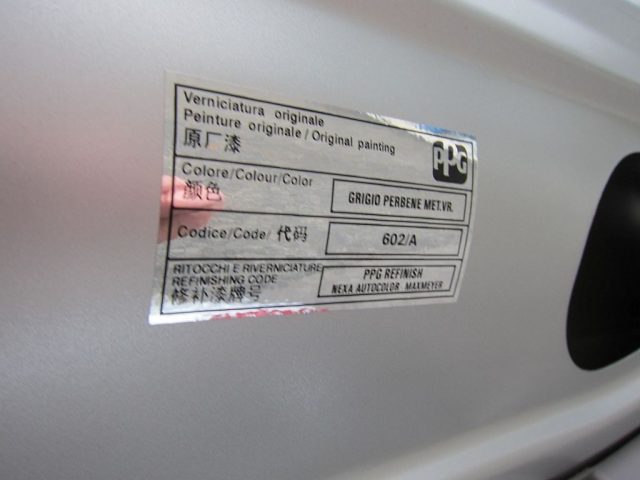 Verniciatura originale
Peinture originale/Original painting
原厂漆
PPG
Colore/Colour/Color
颜色
GRIGIO PERBENE MET.VR.
Codice/Code/代码
602/A
RITOCCHI E RIVERNICIATURE
REFINISHING CODE
修补漆牌号
PPG REFINISH
NEXA AUTOCOLOR - MAXMEYER